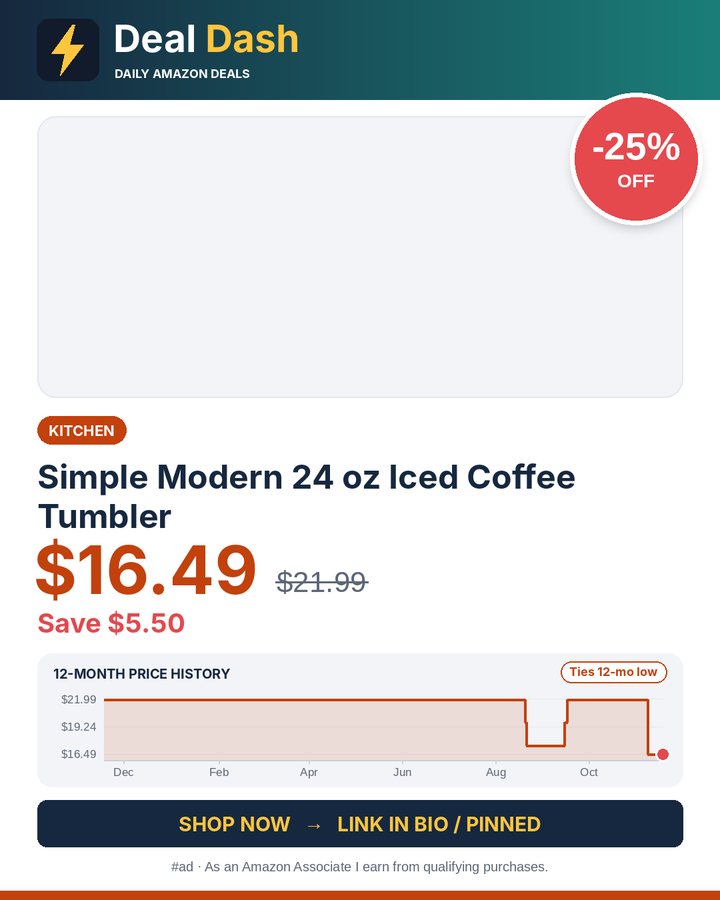 Deal Dash
DAILY AMAZON DEALS
-25%
OFF
KITCHEN
Simple Modern 24 oz Iced Coffee
Tumbler
$16.49 $21.99
Save $5.50
12-MONTH PRICE HISTORY
Ties 12-mo low
$21.99
$19.24
$16.49
Dec Feb Apr Jun Aug Oct
SHOP NOW → LINK IN BIO / PINNED
#ad · As an Amazon Associate I earn from qualifying purchases.